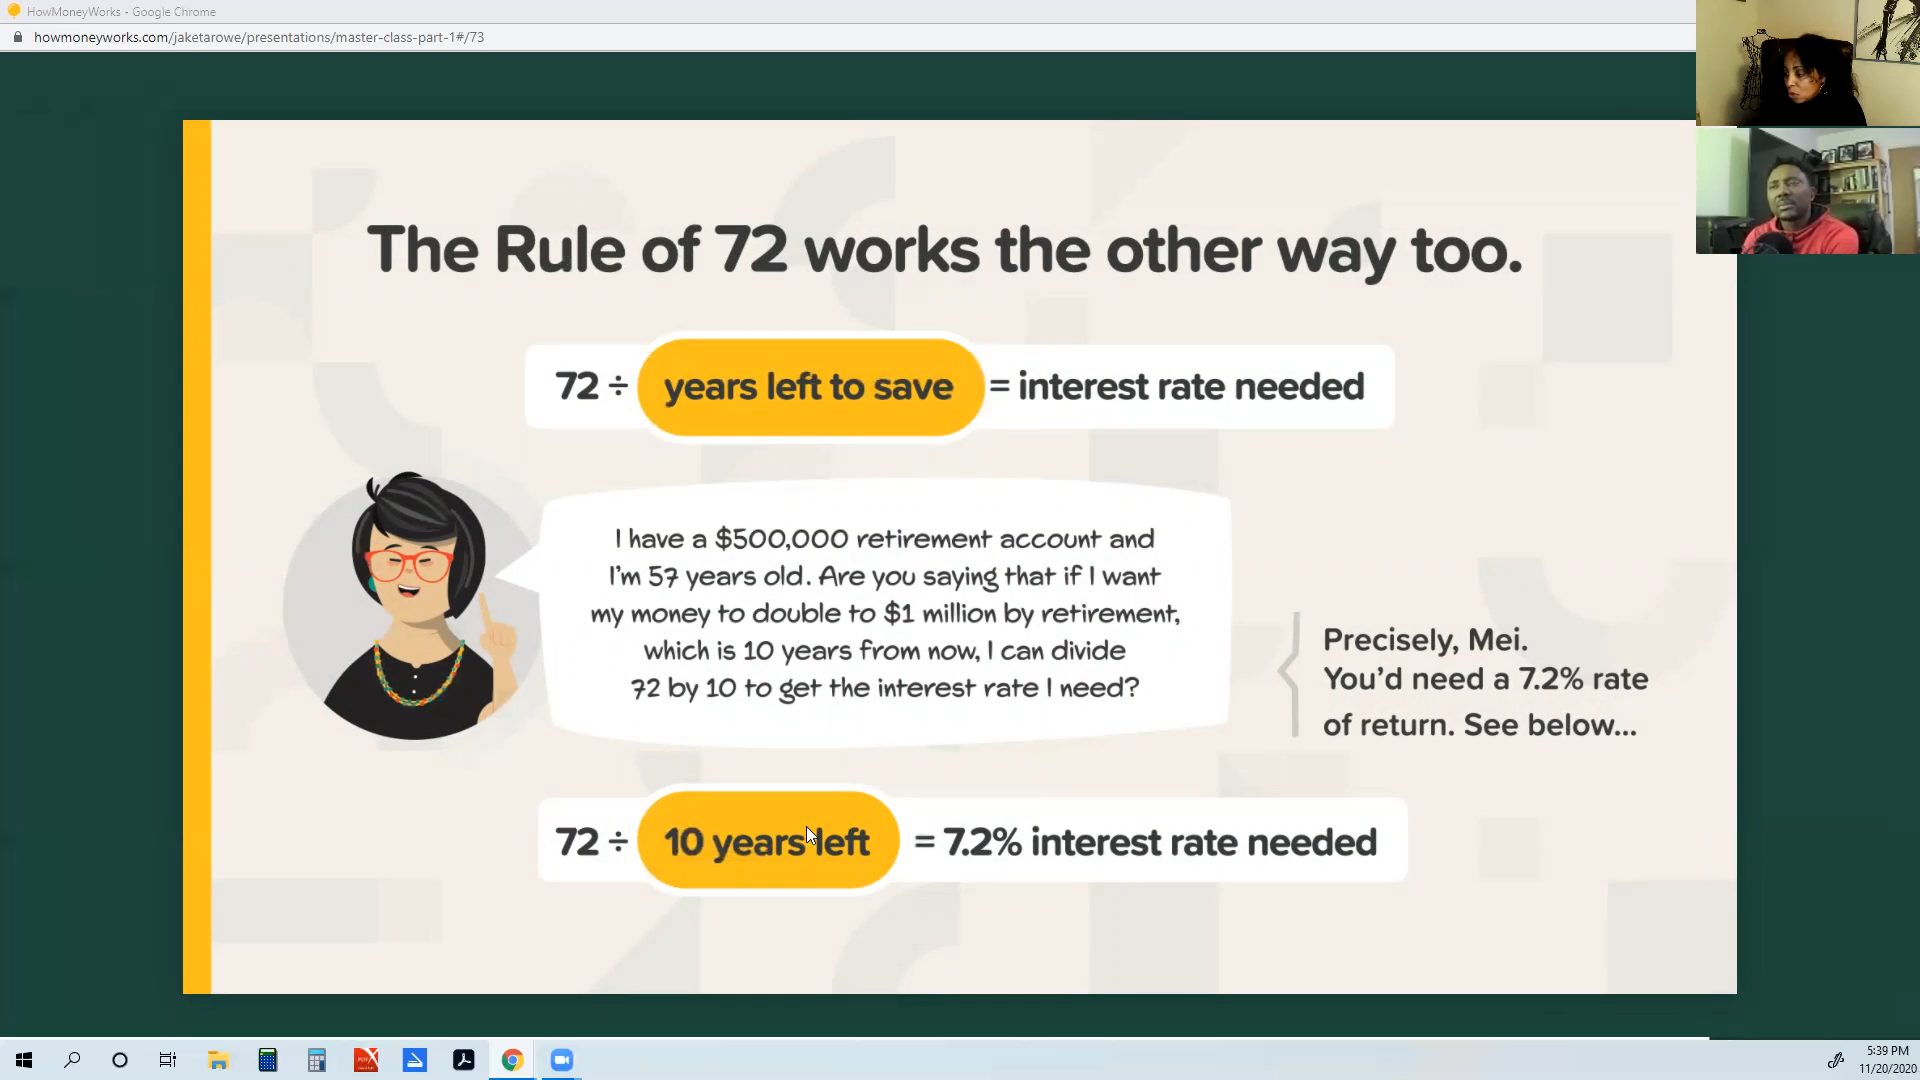 HowMoneyWorks - Google Chrome
howmoneyworks.com/jaketarowe/presentations/master-class-part-1#/73
The Rule of 72 works the other way too.
72 ÷ years left to save = interest rate needed
I have a $500,000 retirement account and
I'm 57 years old. Are you saying that if I want
my money to double to $1 million by retirement,
which is 10 years from now, I can divide
72 by 10 to get the interest rate I need?
Precisely, Mei.
You'd need a 7.2% rate
of return. See below...
72 ÷ 10 years left = 7.2% interest rate needed
5:39 PM
11/20/2020